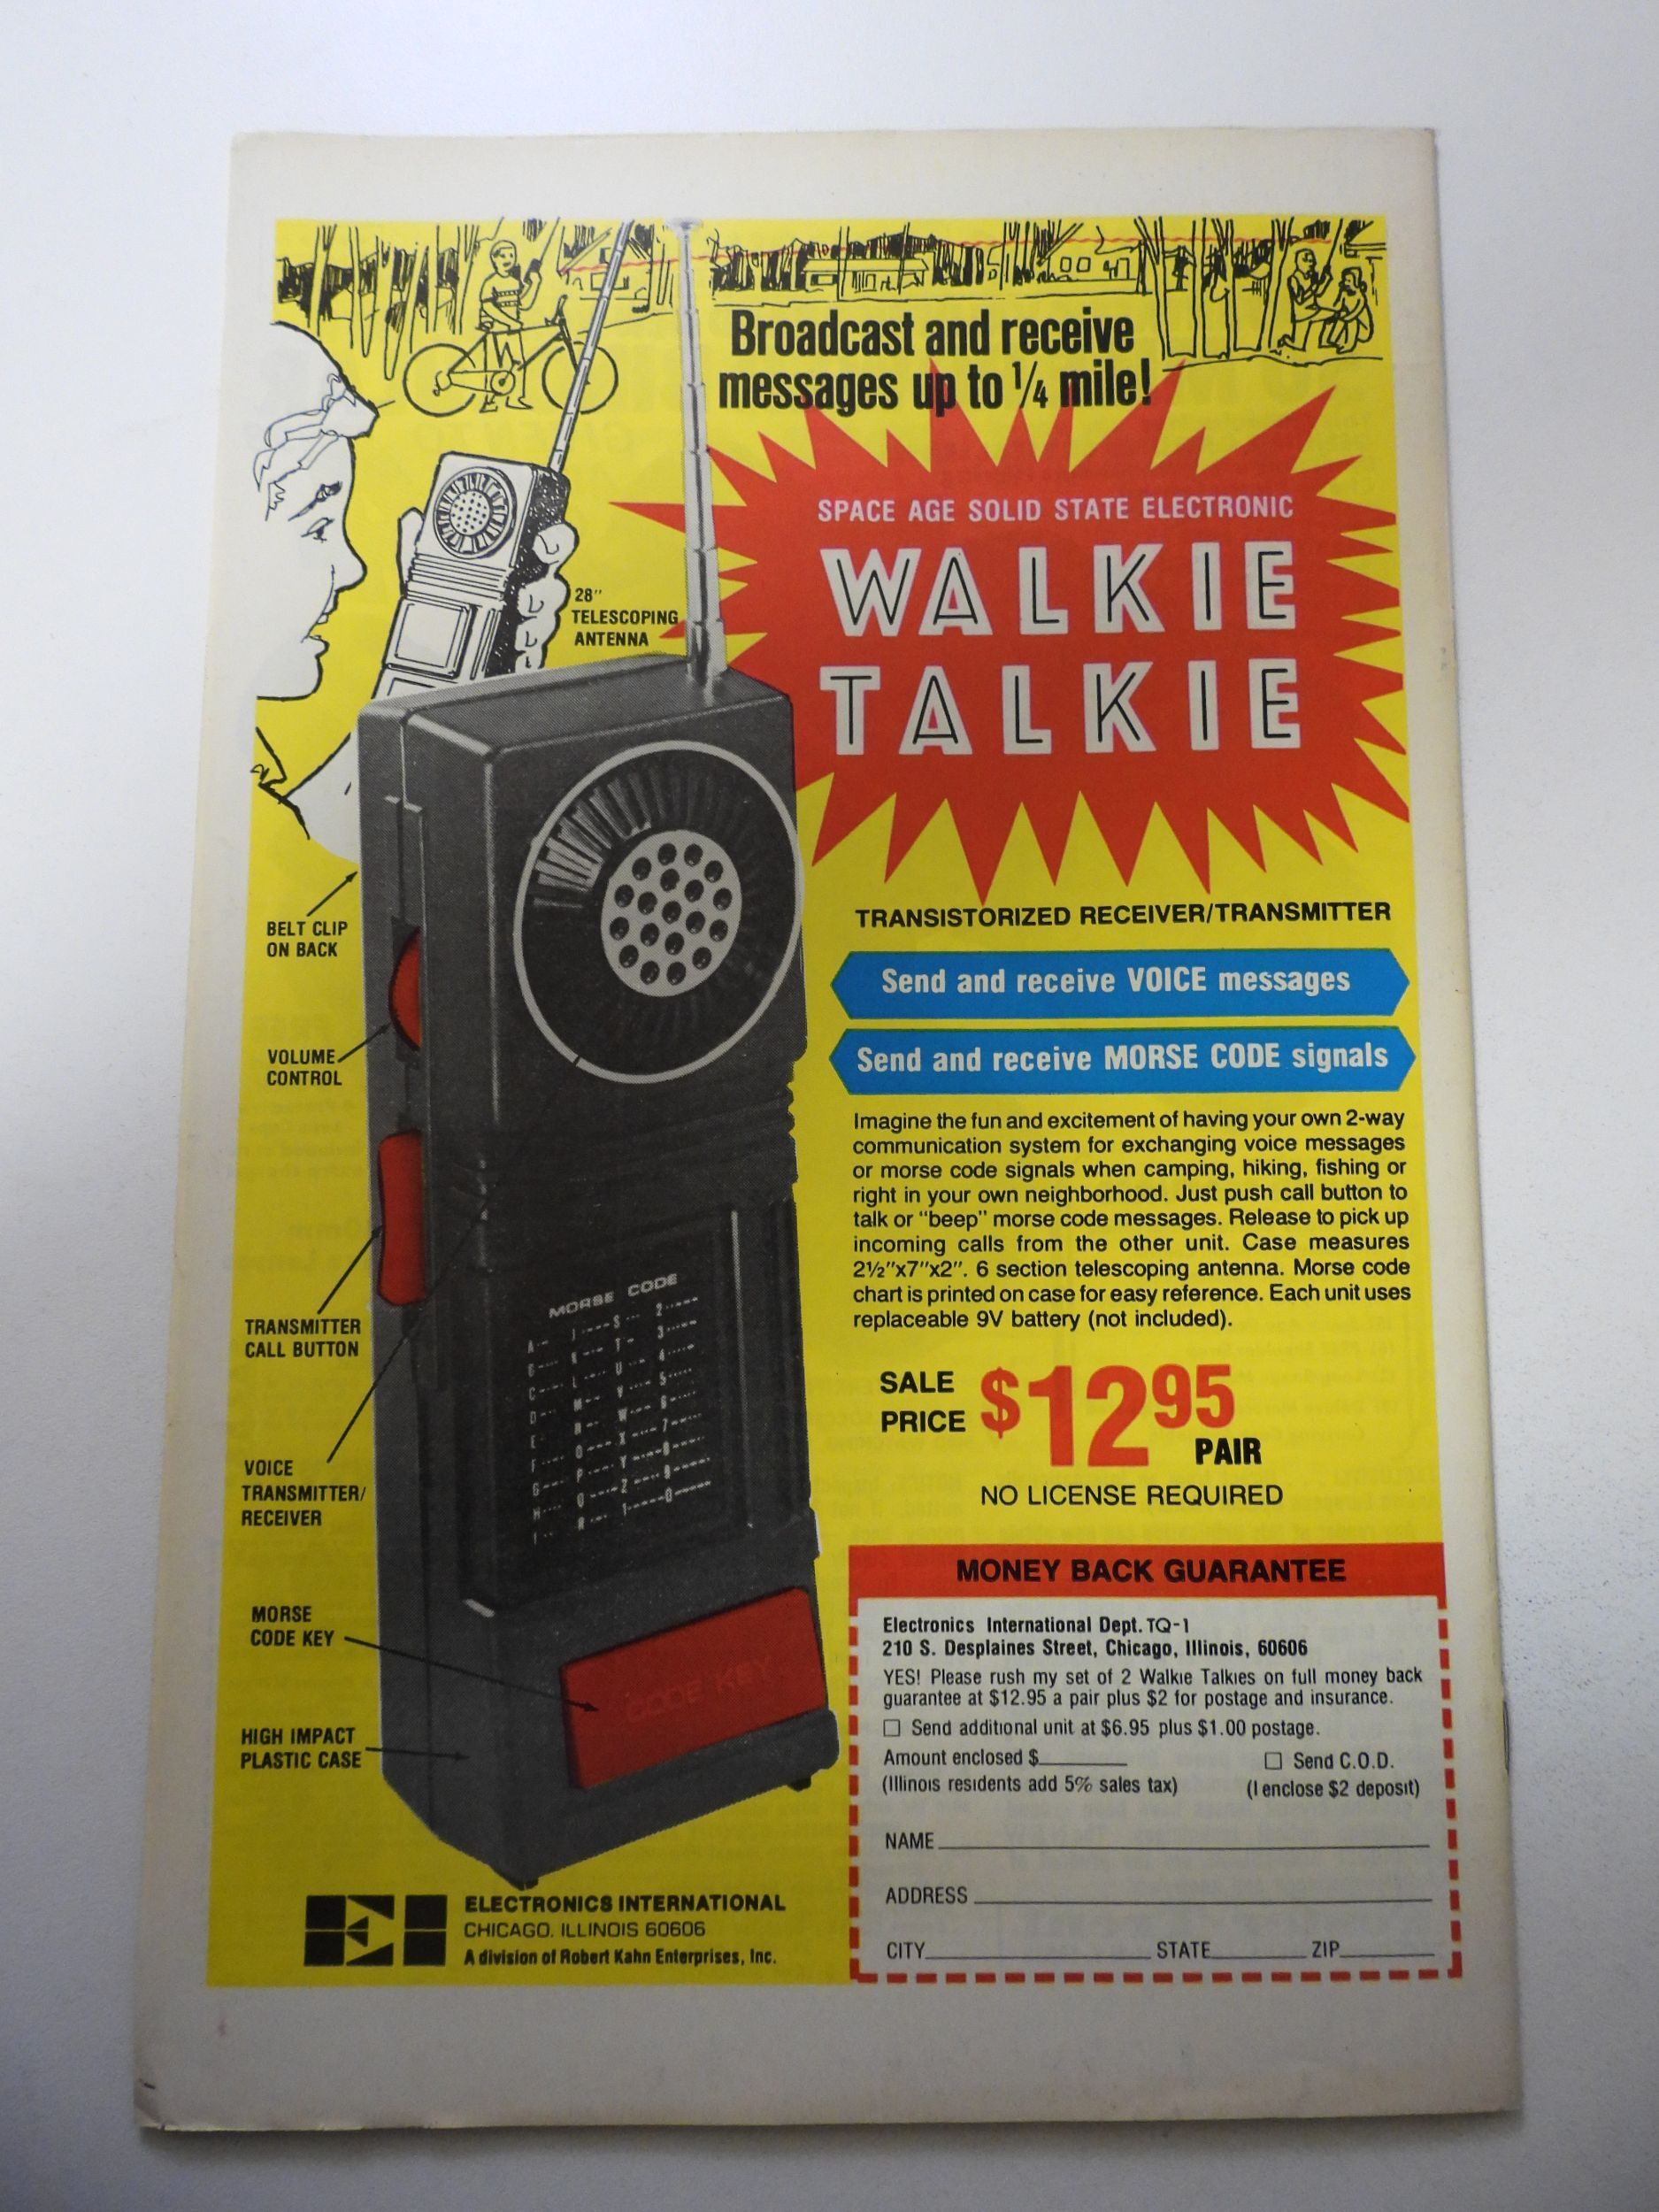 Broadcast and receive
messages up to 1/4 mile!
SPACE AGE SOLID STATE ELECTRONIC
WALKIE
TALKIE
28"
TELESCOPING
ANTENNA
BELT CLIP
ON BACK
VOLUME
CONTROL
TRANSMITTER
CALL BUTTON
VOICE
TRANSMITTER/
RECEIVER
MORSE
CODE KEY
HIGH IMPACT
PLASTIC CASE
MORSE CODE
CODE KEY
TRANSISTORIZED RECEIVER/TRANSMITTER
Send and receive VOICE messages
Send and receive MORSE CODE signals
Imagine the fun and excitement of having your own 2-way
communication system for exchanging voice messages
or morse code signals when camping, hiking, fishing or
right in your own neighborhood. Just push call button to
talk or "beep" morse code messages. Release to pick up
incoming calls from the other unit. Case measures
2½"x7"x2". 6 section telescoping antenna. Morse code
chart is printed on case for easy reference. Each unit uses
replaceable 9V battery (not included).
SALE
PRICE $12 95
PAIR
NO LICENSE REQUIRED
MONEY BACK GUARANTEE
Electronics International Dept. TQ-1
210 S. Desplaines Street, Chicago, Illinois, 60606
YES! Please rush my set of 2 Walkie Talkies on full money back
guarantee at $12.95 a pair plus $2 for postage and insurance.
☐ Send additional unit at $6.95 plus $1.00 postage.
Amount enclosed $________ ☐ Send C.O.D.
(Illinois residents add 5% sales tax) (I enclose $2 deposit)
NAME
ADDRESS
CITY STATE ZIP
EI
ELECTRONICS INTERNATIONAL
CHICAGO, ILLINOIS 60606
A division of Robert Kahn Enterprises, Inc.